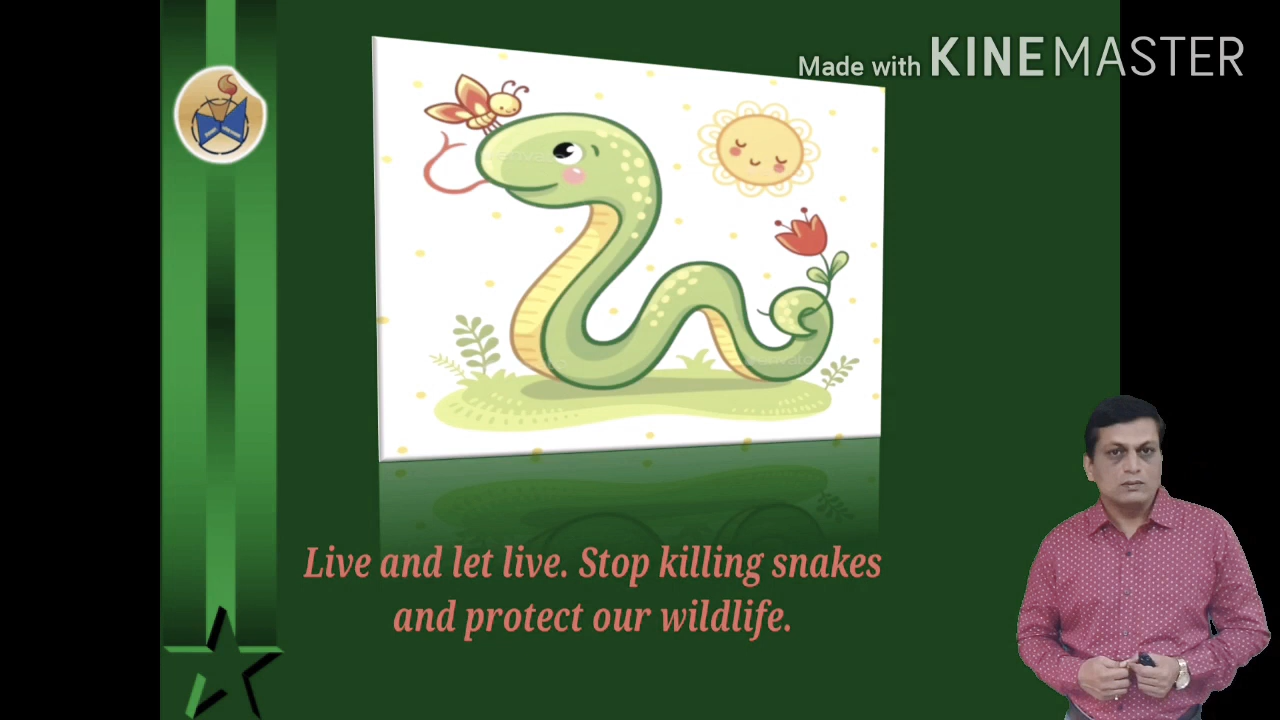 Made with KINEMASTER
Live and let live. Stop killing snakes
and protect our wildlife.